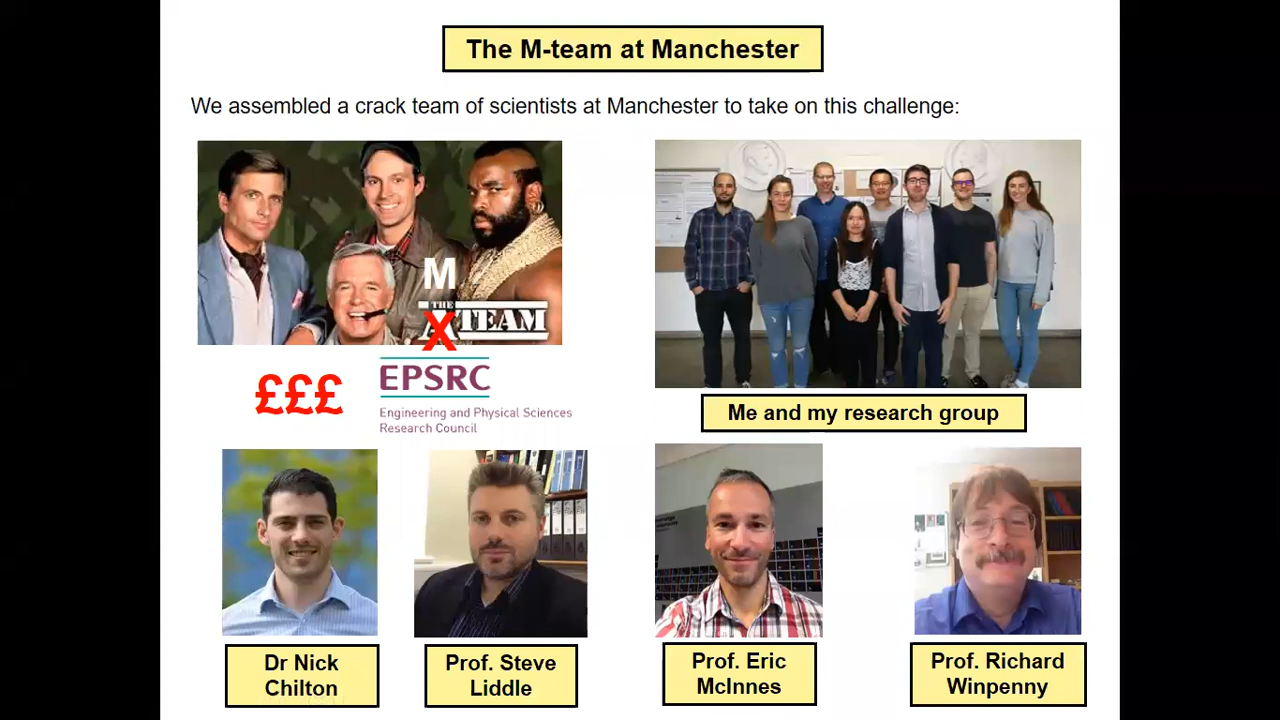 The M-team at Manchester
We assembled a crack team of scientists at Manchester to take on this challenge:
M
THE
A X TEAM
£££
EPSRC
Engineering and Physical Sciences
Research Council
Me and my research group
Dr Nick
Chilton
Prof. Steve
Liddle
Prof. Eric
McInnes
Prof. Richard
Winpenny